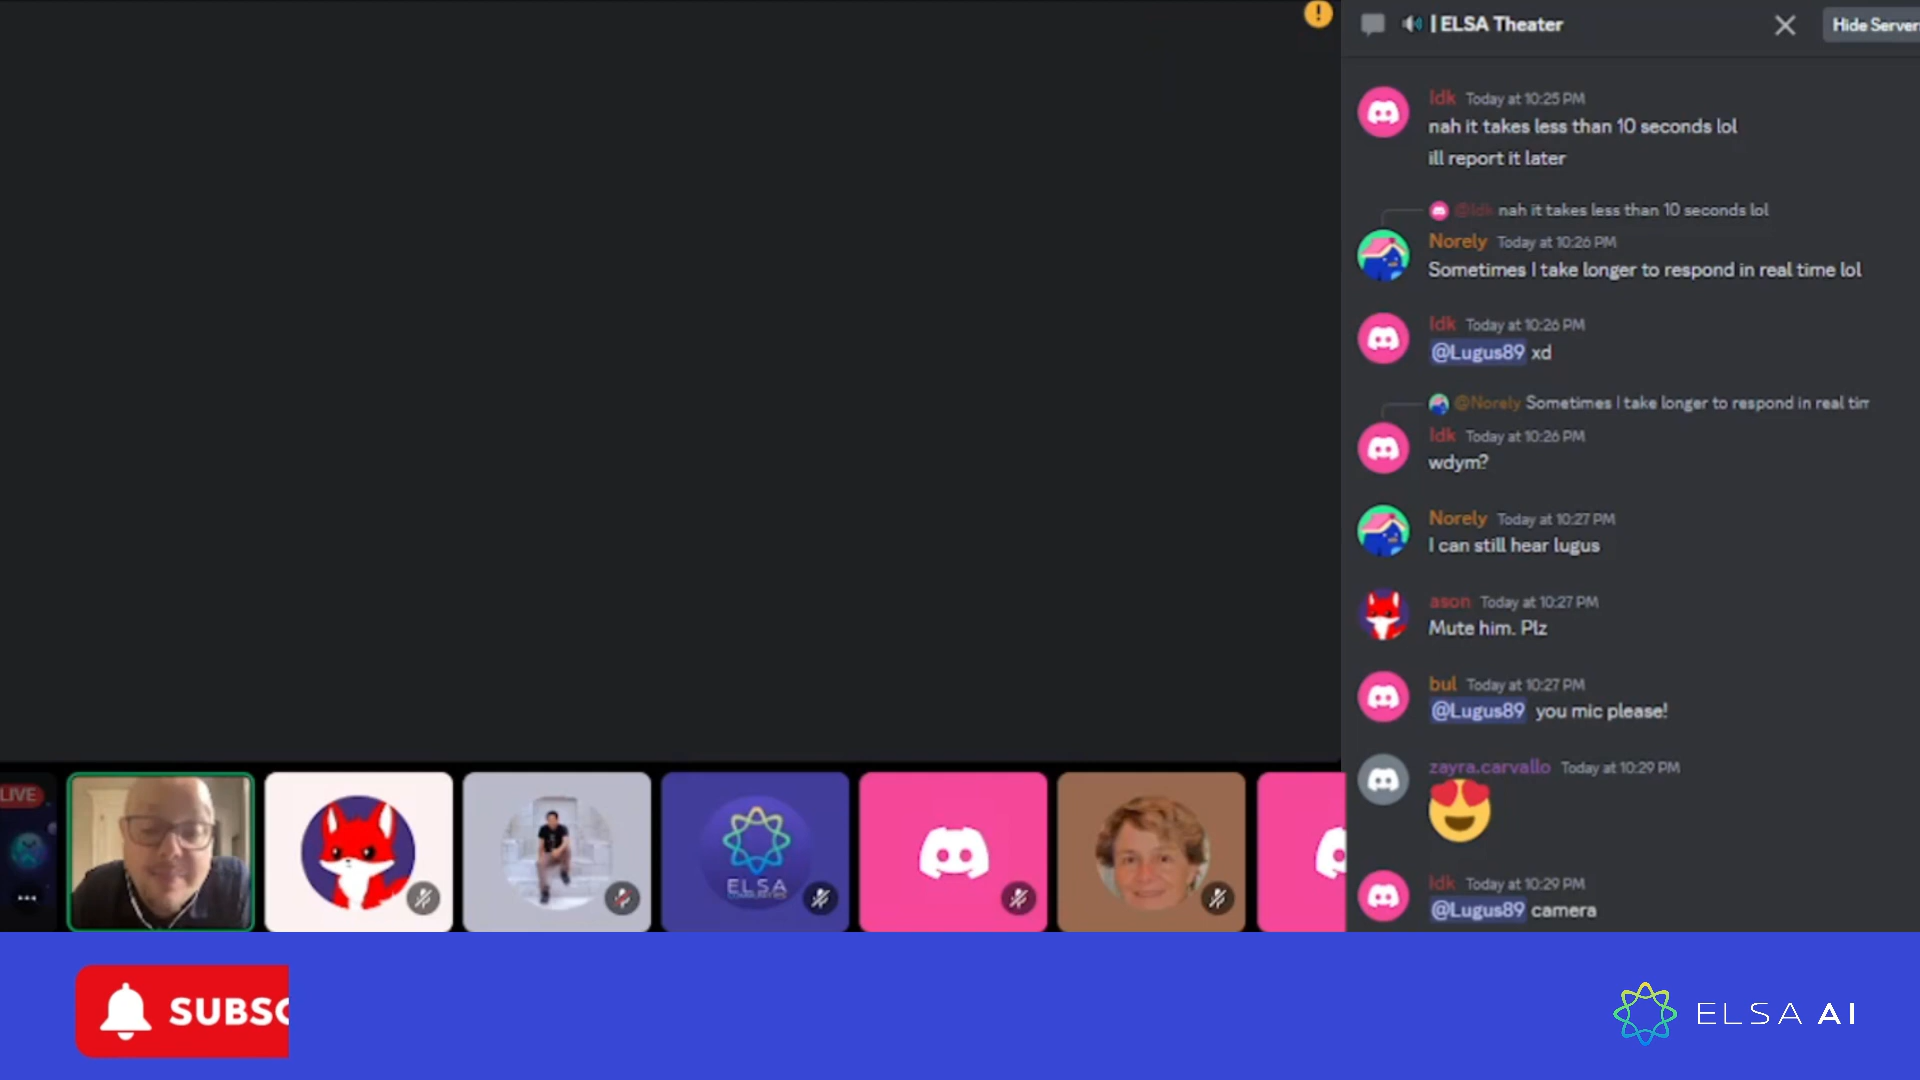 | ELSA Theater
Hide Server
Idk Today at 10:25 PM
nah it takes less than 10 seconds lol
ill report it later
@Idk nah it takes less than 10 seconds lol
Norely Today at 10:26 PM
Sometimes I take longer to respond in real time lol
Idk Today at 10:26 PM
@Lugus89 xd
@Norely Sometimes I take longer to respond in real tim
Idk Today at 10:26 PM
wdym?
Norely Today at 10:27 PM
I can still hear lugus
ason Today at 10:27 PM
Mute him. Plz
bul Today at 10:27 PM
@Lugus89 you mic please!
zayra.carvallo Today at 10:29 PM
Idk Today at 10:29 PM
@Lugus89 camera
LIVE
ELSA
SUBSC
ELSA AI